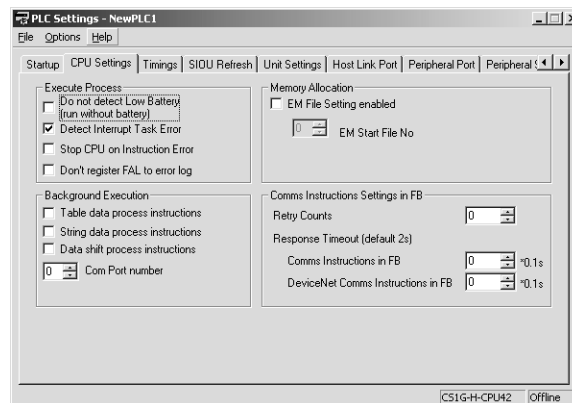 PLC Settings - NewPLC1
File Options Help
Startup CPU Settings Timings SIOU Refresh Unit Settings Host Link Port Peripheral Port Peripheral
Execute Process
Do not detect Low Battery
(run without battery)
Detect Interrupt Task Error
Stop CPU on Instruction Error
Don't register FAL to error log
Memory Allocation
EM File Setting enabled
0 EM Start File No
Background Execution
Table data process instructions
String data process instructions
Data shift process instructions
0 Com Port number
Comms Instructions Settings in FB
Retry Counts 0
Response Timeout (default 2s)
Comms Instructions in FB 0 *0.1s
DeviceNet Comms Instructions in FB 0 *0.1s
CS1G-H-CPU42 Offline